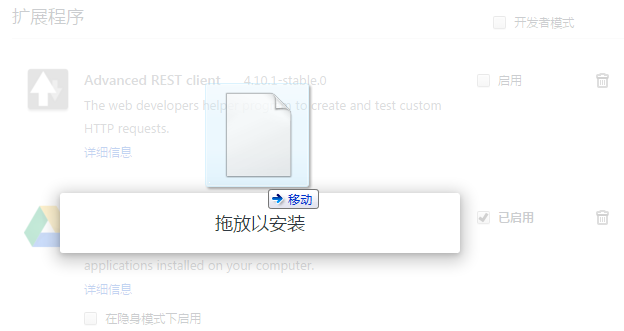 扩展程序
开发者模式
Advanced REST client 4.10.1-stable.0
启用
The web developers helper program to create and test custom
HTTP requests.
详细信息
移动
拖放以安装
已启用
applications installed on your computer.
详细信息
在隐身模式下启用